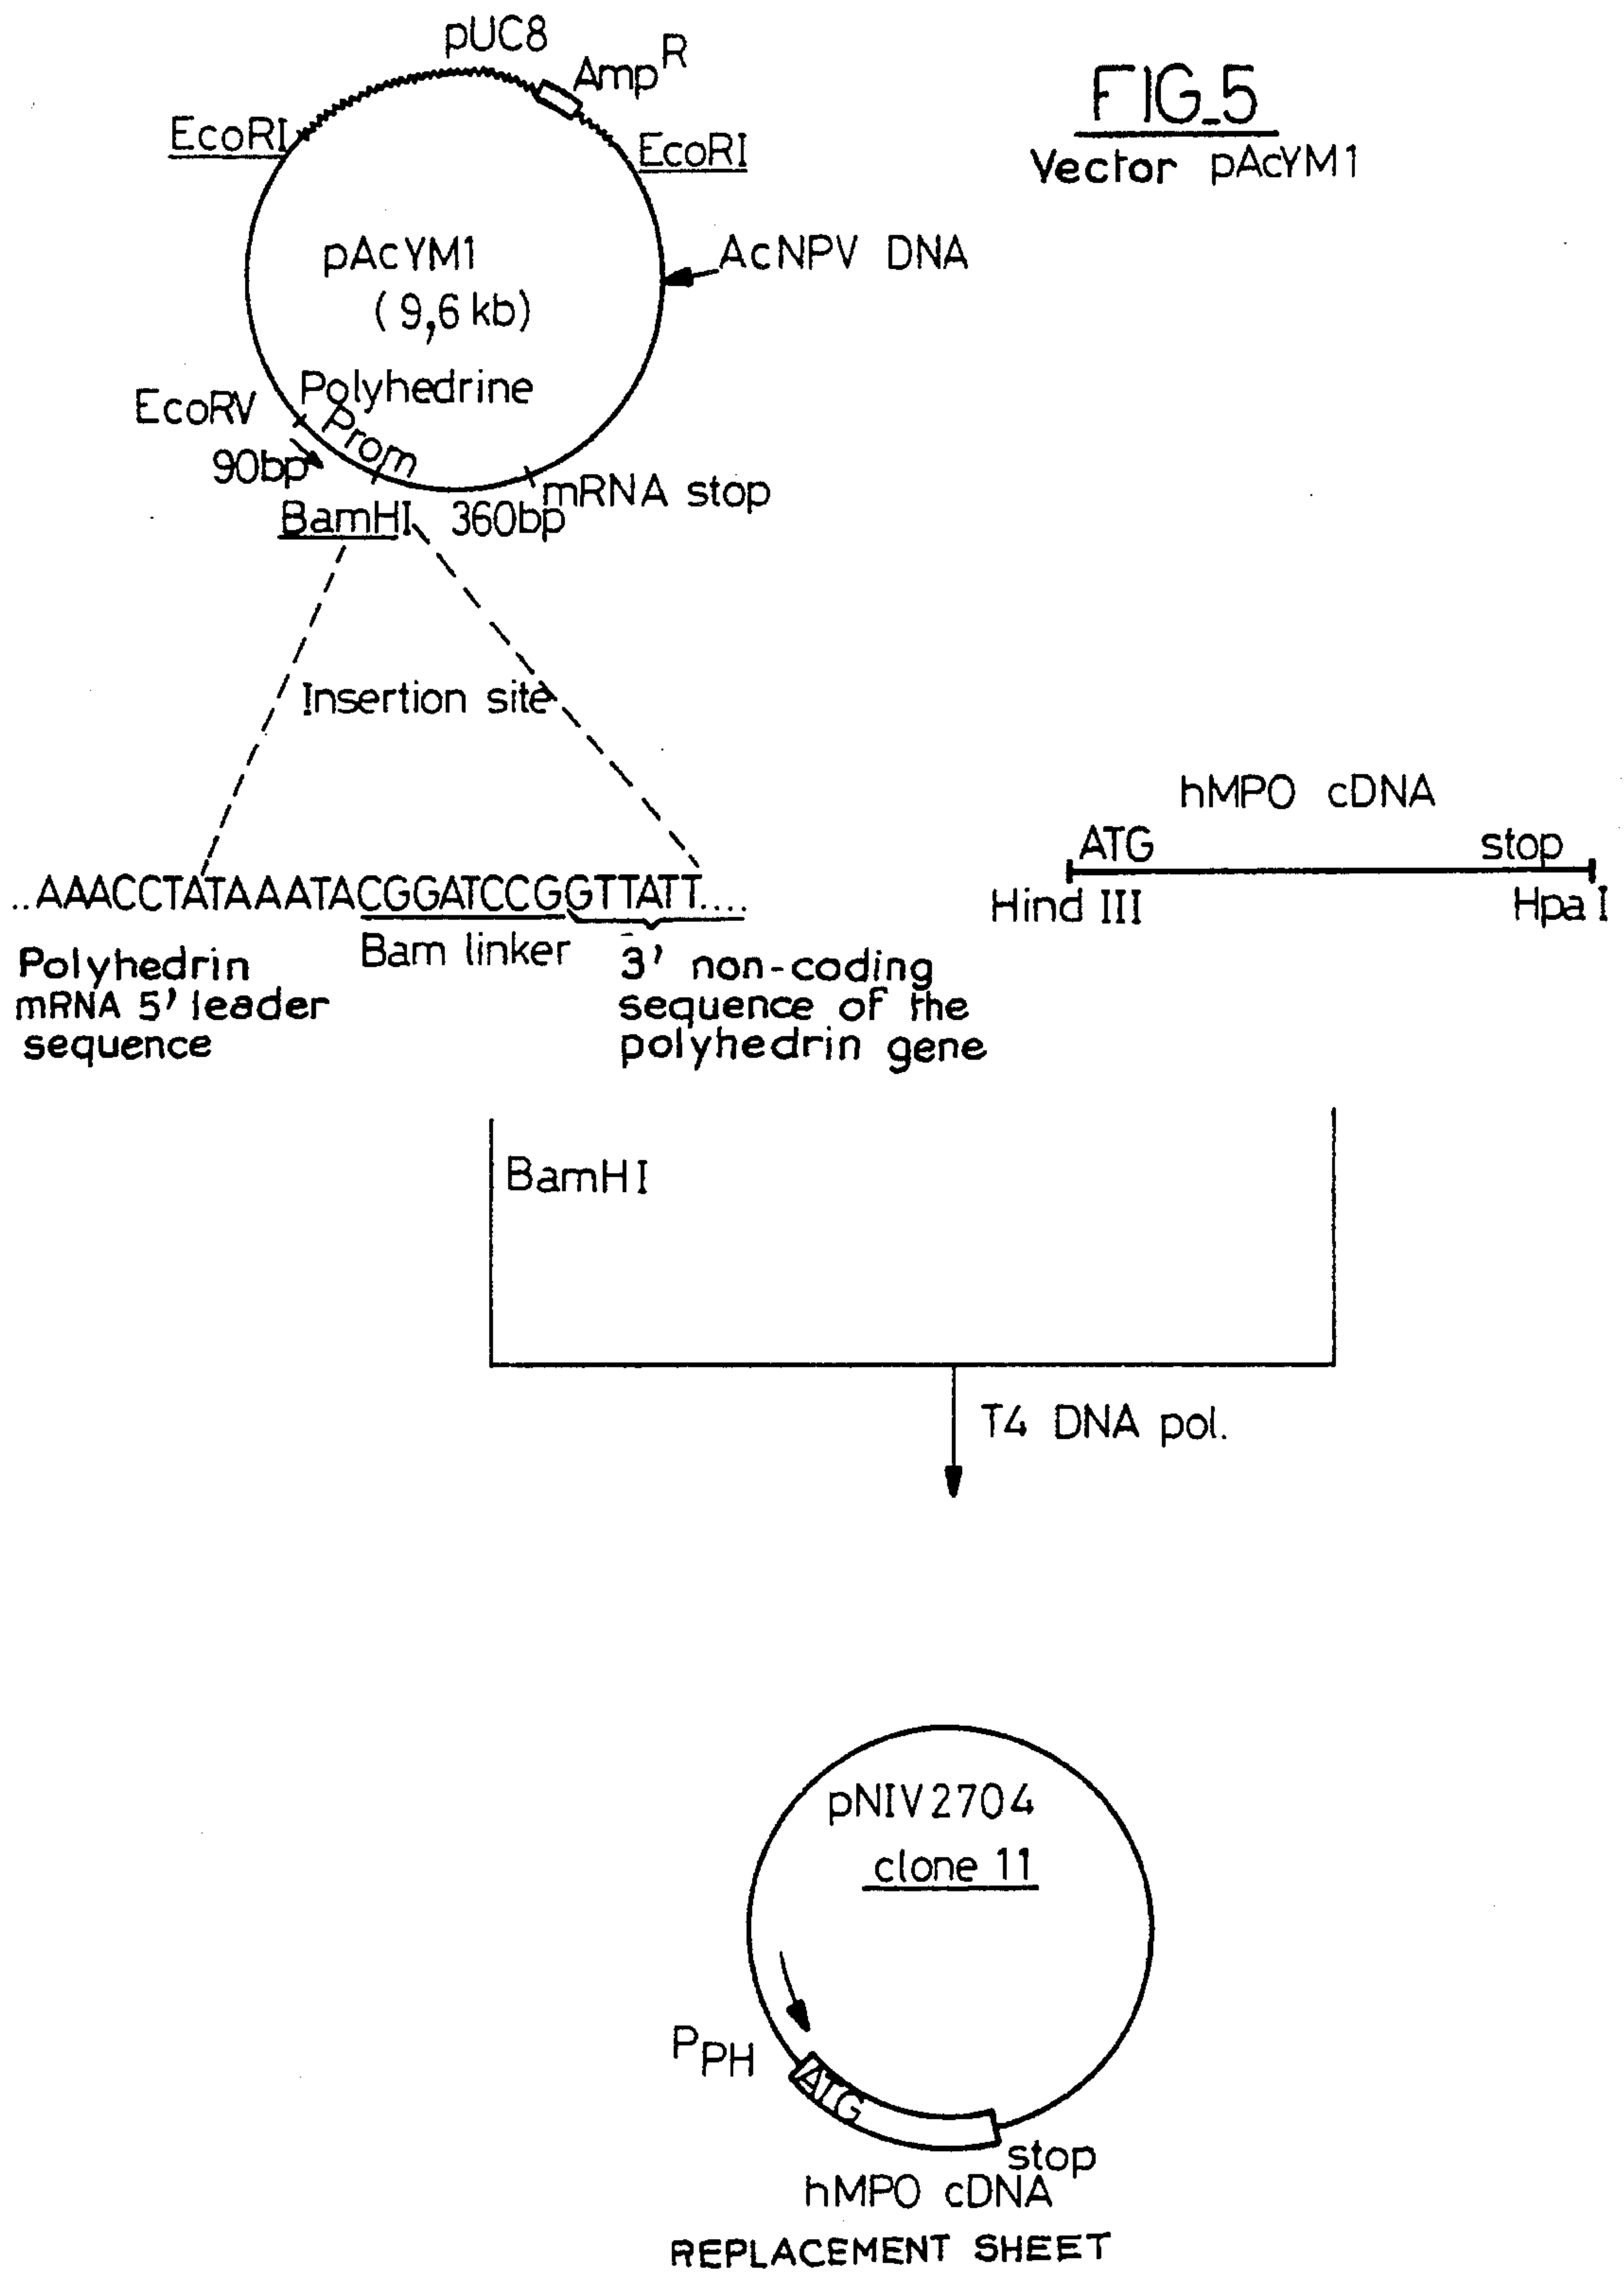 pUC8
Amp R
FIG_5
Vector pAcYM1
EcoRI
EcoRI
pAcYM1
(9,6 kb)
AcNPV DNA
Polyhedrine
Prom
EcoRV
90bp
mRNA stop
BamHI
360bp
Insertion site
hMPO cDNA
ATG
stop
Hind III
Hpa I
..AAACCTATAAATACGGATCCGGTTATT....
Bam linker
Polyhedrin
mRNA 5' leader
sequence
3' non-coding
sequence of the
polyhedrin gene
BamHI
T4 DNA pol.
pNIV2704
clone 11
PPH
ATG
stop
hMPO cDNA
REPLACEMENT SHEET